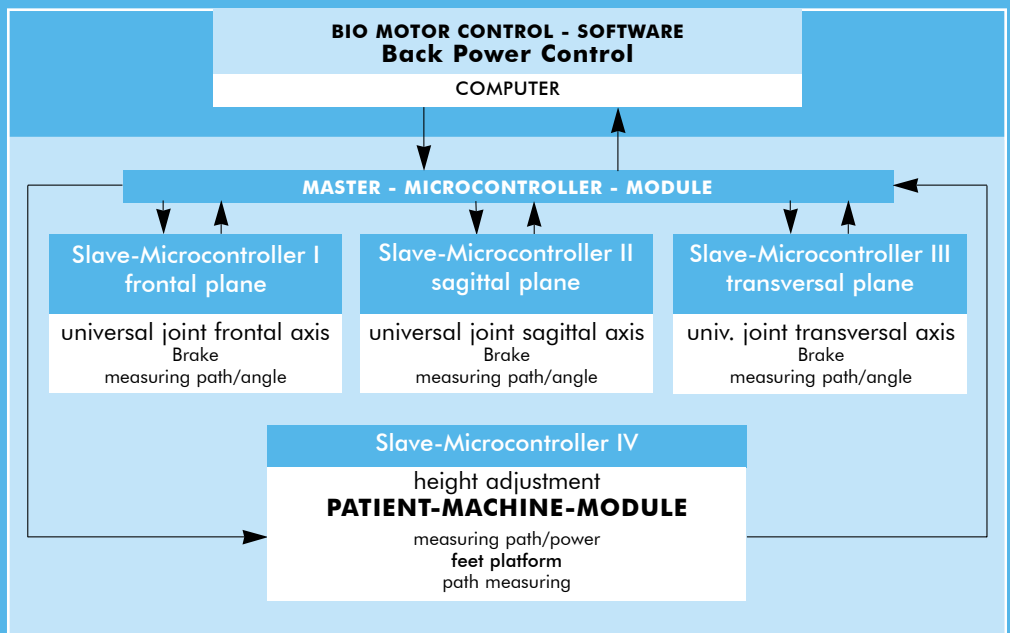 BIO MOTOR CONTROL - SOFTWARE
Back Power Control
COMPUTER
MASTER - MICROCONTROLLER - MODULE
Slave-Microcontroller I
frontal plane
universal joint frontal axis
Brake
measuring path/angle
Slave-Microcontroller II
sagittal plane
universal joint sagittal axis
Brake
measuring path/angle
Slave-Microcontroller III
transversal plane
univ. joint transversal axis
Brake
measuring path/angle
Slave-Microcontroller IV
height adjustment
PATIENT-MACHINE-MODULE
measuring path/power
feet platform
path measuring